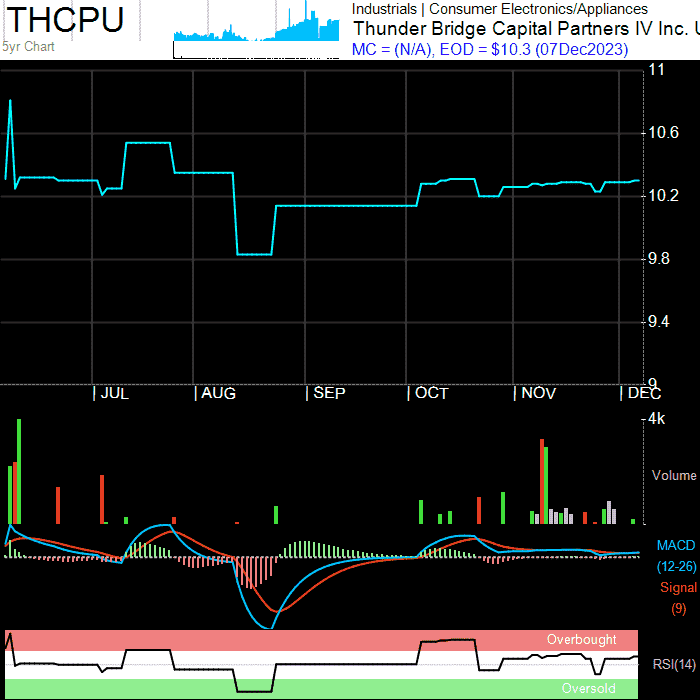 THCPU
5yr Chart
Industrials | Consumer Electronics/Appliances
Thunder Bridge Capital Partners IV Inc. U
MC = (N/A), EOD = $10.3 (07Dec2023)
11
10.6
10.2
9.8
9.4
9
JUL AUG SEP OCT NOV DEC
4k
Volume
MACD
(12-26)
Signal
(9)
Overbought
RSI(14)
Oversold